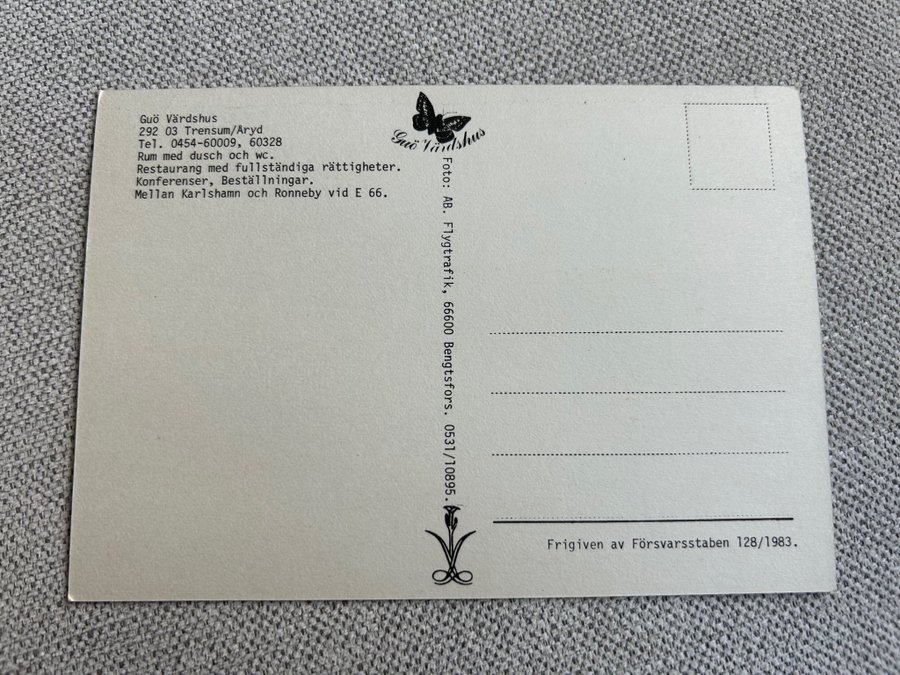 Guö Värdshus
292 03 Trensum/Åryd
Tel. 0454-60009, 60328
Rum med dusch och wc.
Restaurang med fullständiga rättigheter.
Konferenser, Beställningar.
Mellan Karlshamn och Ronneby vid E 66.
Guö Värdshus
Foto: AB. Flygtrafik, 66600 Bengtsfors. 0531/10895.
Frigiven av Försvarsstaben 128/1983.